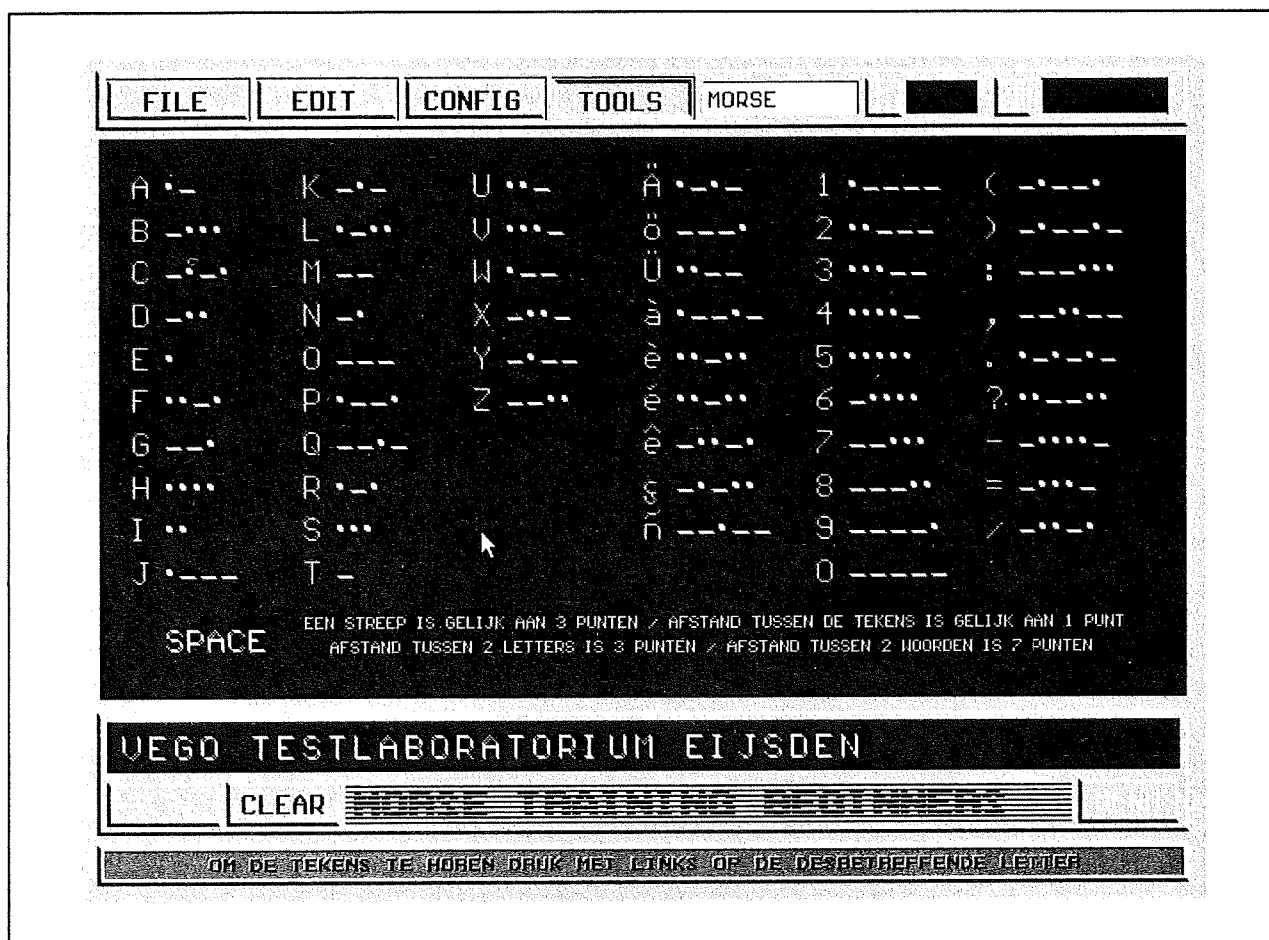 FILE EDIT CONFIG TOOLS MORSE
A ·– K –·– U ··– Ä ·–·– 1 ·–––– ( –·––·
B –··· L ·–·· V ···– ö –––· 2 ··––– ) –·––·–
C –·–· M –– W ·–– Ü ··–– 3 ···–– : –––···
D –·· N –· X –··– à ·––·– 4 ····– , ––··––
E · O ––– Y –·–– è ··–·· 5 ····· . ·–·–·–
F ··–· P ·––· Z ––·· é ··–·· 6 –···· ? ··––··
G ––· Q ––·– ê –··–· 7 ––··· - –····–
H ···· R ·–· § –·–·· 8 –––·· = –···–
I ·· S ··· ñ ––·–– 9 ––––· / –··–·
J ·––– T – 0 –––––
SPACE
EEN STREEP IS GELIJK AAN 3 PUNTEN / AFSTAND TUSSEN DE TEKENS IS GELIJK AAN 1 PUNT
AFSTAND TUSSEN 2 LETTERS IS 3 PUNTEN / AFSTAND TUSSEN 2 WOORDEN IS 7 PUNTEN
VEGO TESTLABORATORIUM EIJSDEN
CLEAR MORSE TRAINING BEGINNERS
OM DE TEKENS TE HOREN DRUK MET LINKS OP DE DESBETREFFENDE LETTER